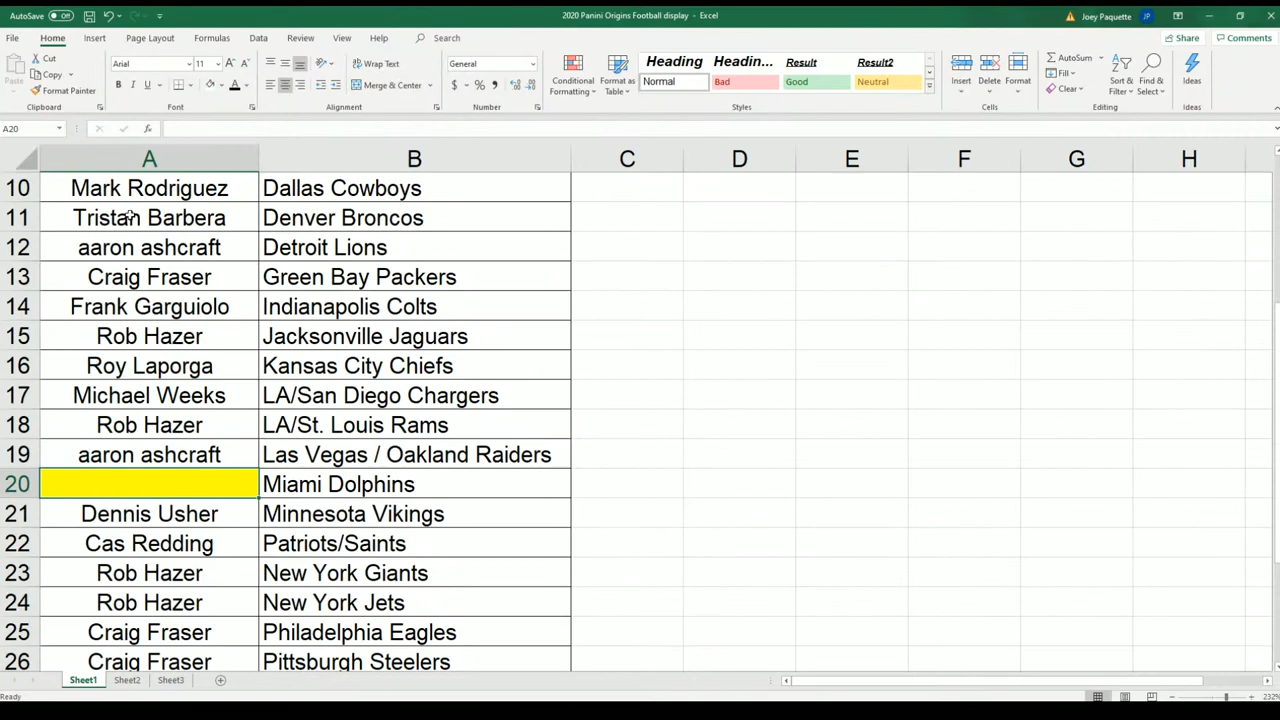 AutoSave Off 2020 Panini Origins Football display - Excel Joey Paquette JP
File Home Insert Page Layout Formulas Data Review View Help Search Share Comments
Paste Cut Copy Format Painter Clipboard
Arial 11 A A B I U A Font
Wrap Text Merge & Center Alignment
General $ % , Number
Conditional Formatting Format as Table
Heading Headin... Result Result2
Normal Bad Good Neutral
Styles
Insert Delete Format Cells
AutoSum Fill Clear Sort & Filter Find & Select Editing
Ideas Ideas
A20 fx
A B C D E F G H
10 Mark Rodriguez Dallas Cowboys
11 Tristan Barbera Denver Broncos
12 aaron ashcraft Detroit Lions
13 Craig Fraser Green Bay Packers
14 Frank Garguiolo Indianapolis Colts
15 Rob Hazer Jacksonville Jaguars
16 Roy Laporga Kansas City Chiefs
17 Michael Weeks LA/San Diego Chargers
18 Rob Hazer LA/St. Louis Rams
19 aaron ashcraft Las Vegas / Oakland Raiders
20 Miami Dolphins
21 Dennis Usher Minnesota Vikings
22 Cas Redding Patriots/Saints
23 Rob Hazer New York Giants
24 Rob Hazer New York Jets
25 Craig Fraser Philadelphia Eagles
26 Craig Fraser Pittsburgh Steelers
Sheet1 Sheet2 Sheet3
Ready 232%